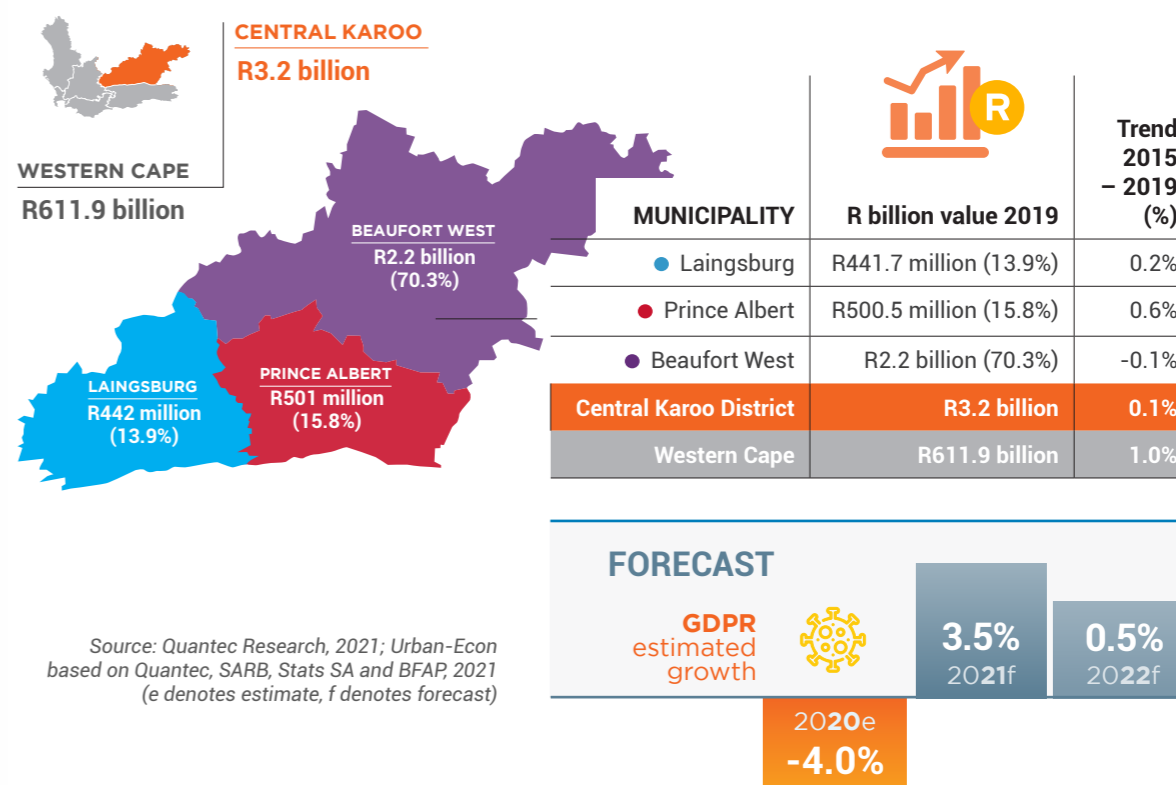 CENTRAL KAROO
R3.2 billion
WESTERN CAPE
R611.9 billion
BEAUFORT WEST
R2.2 billion
(70.3%)
LAINGSBURG
R442 million
(13.9%)
PRINCE ALBERT
R501 million
(15.8%)
R
MUNICIPALITY R billion value 2019 Trend
2015
– 2019
(%)
Laingsburg R441.7 million (13.9%) 0.2%
Prince Albert R500.5 million (15.8%) 0.6%
Beaufort West R2.2 billion (70.3%) -0.1%
Central Karoo District R3.2 billion 0.1%
Western Cape R611.9 billion 1.0%
FORECAST
GDPR
estimated
growth
2020e
-4.0%
3.5%
2021f
0.5%
2022f
Source: Quantec Research, 2021; Urban-Econ
based on Quantec, SARB, Stats SA and BFAP, 2021
(e denotes estimate, f denotes forecast)